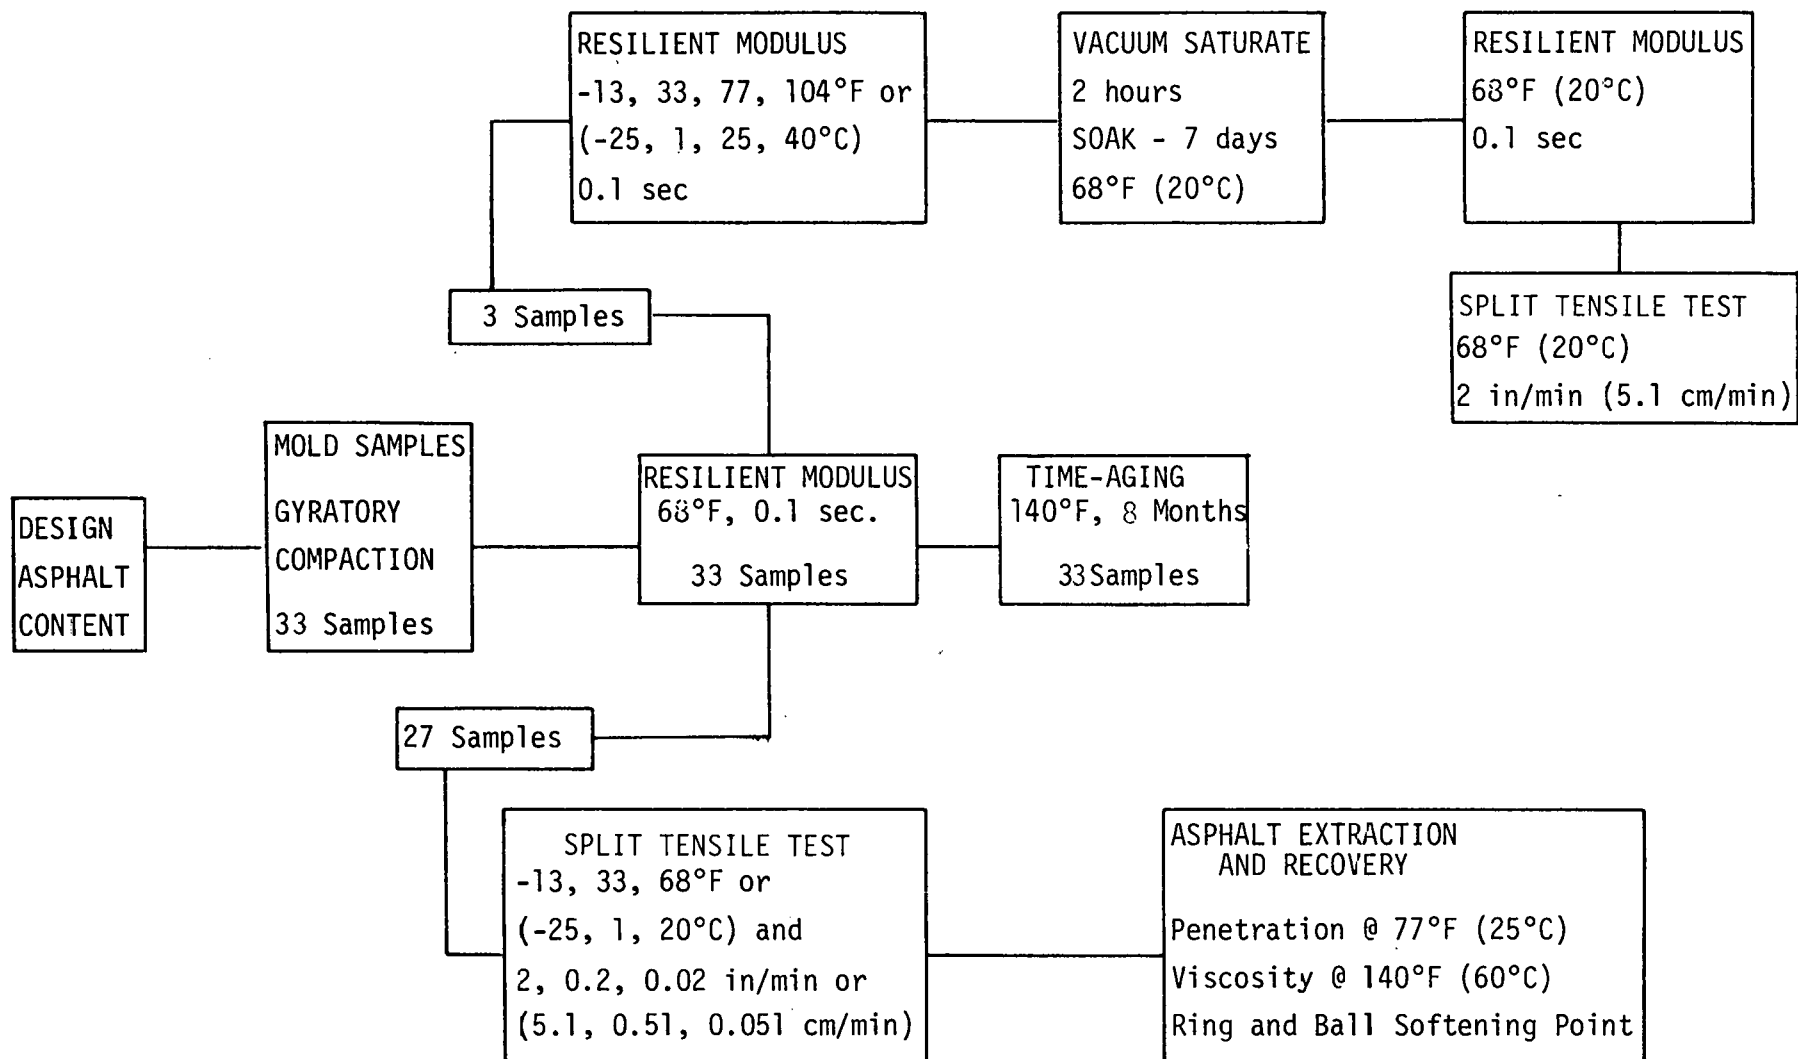 RESILIENT MODULUS
-13, 33, 77, 104°F or
(-25, 1, 25, 40°C)
0.1 sec
VACUUM SATURATE
2 hours
SOAK - 7 days
68°F (20°C)
RESILIENT MODULUS
68°F (20°C)
0.1 sec
SPLIT TENSILE TEST
68°F (20°C)
2 in/min (5.1 cm/min)
3 Samples
DESIGN
ASPHALT
CONTENT
MOLD SAMPLES
GYRATORY
COMPACTION
33 Samples
RESILIENT MODULUS
68°F, 0.1 sec.
33 Samples
TIME-AGING
140°F, 8 Months
33Samples
27 Samples
SPLIT TENSILE TEST
-13, 33, 68°F or
(-25, 1, 20°C) and
2, 0.2, 0.02 in/min or
(5.1, 0.51, 0.051 cm/min)
ASPHALT EXTRACTION
AND RECOVERY
Penetration @ 77°F (25°C)
Viscosity @ 140°F (60°C)
Ring and Ball Softening Point